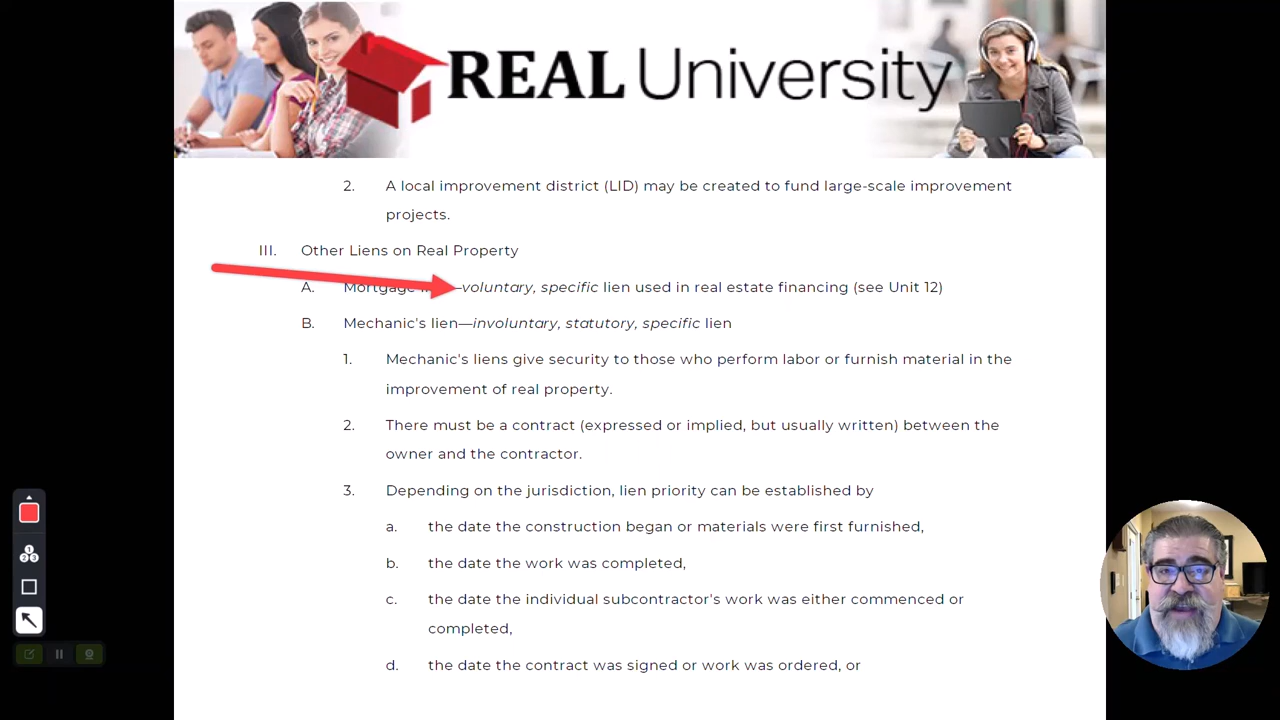 REAL University
2. A local improvement district (LID) may be created to fund large-scale improvement
projects.
III. Other Liens on Real Property
A. Mortgage —voluntary, specific lien used in real estate financing (see Unit 12)
B. Mechanic's lien—involuntary, statutory, specific lien
1. Mechanic's liens give security to those who perform labor or furnish material in the
improvement of real property.
2. There must be a contract (expressed or implied, but usually written) between the
owner and the contractor.
3. Depending on the jurisdiction, lien priority can be established by
a. the date the construction began or materials were first furnished,
b. the date the work was completed,
c. the date the individual subcontractor's work was either commenced or
completed,
d. the date the contract was signed or work was ordered, or